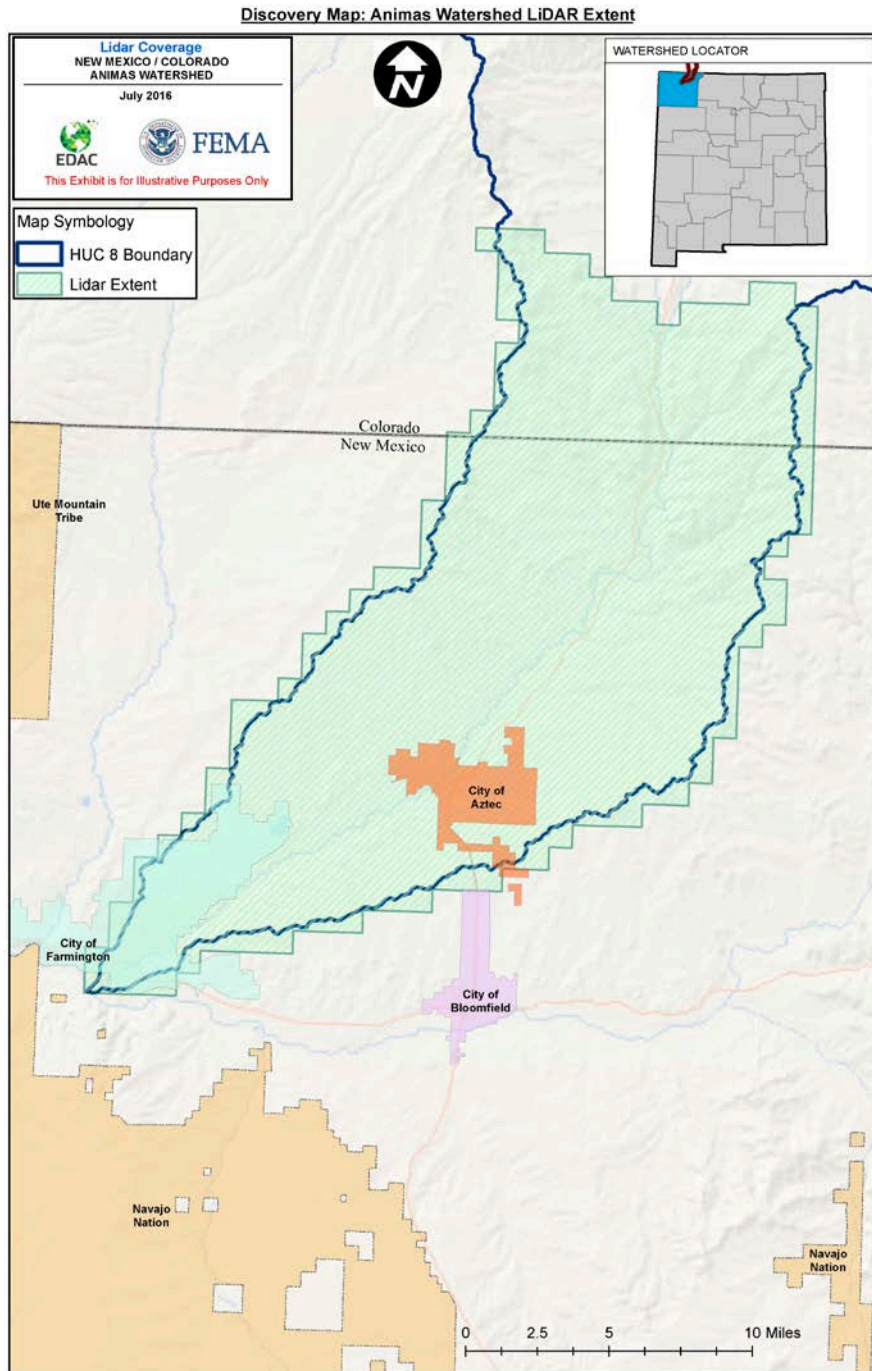 Discovery Map: Animas Watershed LiDAR Extent
Lidar Coverage
NEW MEXICO / COLORADO
ANIMAS WATERSHED
July 2016
EDAC
FEMA
This Exhibit is for Illustrative Purposes Only
N
WATERSHED LOCATOR
Map Symbology
HUC 8 Boundary
Lidar Extent
Colorado
New Mexico
Ute Mountain
Tribe
City of
Aztec
City of
Farmington
City of
Bloomfield
Navajo
Nation
Navajo
Nation
0 2.5 5 10 Miles